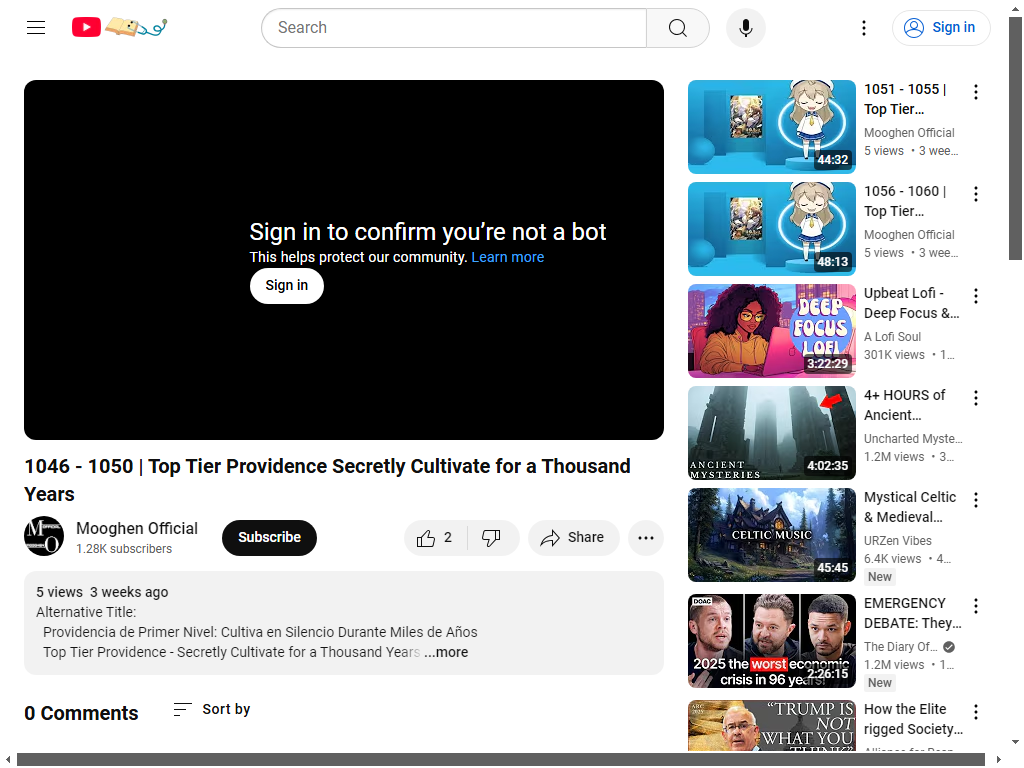 Search
Sign in
Sign in to confirm you’re not a bot
This helps protect our community. Learn more
Sign in
1046 - 1050 | Top Tier Providence Secretly Cultivate for a Thousand
Years
Mooghen Official
1.28K subscribers
Subscribe
2
Share
5 views 3 weeks ago
Alternative Title:
Providencia de Primer Nivel: Cultiva en Silencio Durante Miles de Años
Top Tier Providence - Secretly Cultivate for a Thousand Years ...more
0 Comments
Sort by
44:32
1051 - 1055 |
Top Tier…
Mooghen Official
5 views • 3 wee…
48:13
1056 - 1060 |
Top Tier…
Mooghen Official
5 views • 3 wee…
DEEP
FOCUS
LOFI
3:22:29
Upbeat Lofi -
Deep Focus &…
A Lofi Soul
301K views • 1…
ANCIENT
MYSTERIES
4:02:35
4+ HOURS of
Ancient…
Uncharted Myste…
1.2M views • 3…
CELTIC MUSIC
45:45
Mystical Celtic
& Medieval…
URZen Vibes
6.4K views • 4…
New
DOAC
2025 the worst economic
crisis in 96 years!
2:26:15
EMERGENCY
DEBATE: They…
The Diary Of…
1.2M views • 1…
New
ARC
2025
“TRUMP IS
NOT
WHAT YOU
How the Elite
rigged Society…